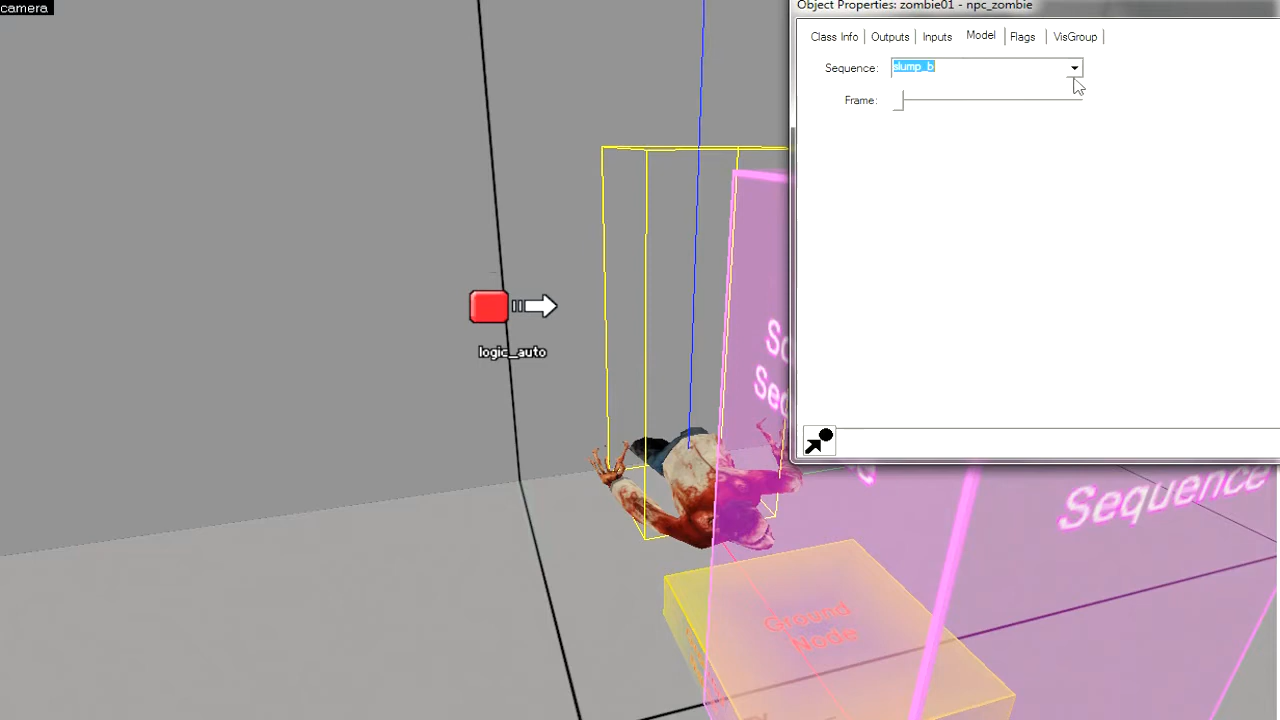 camera
Object Properties: zombie01 - npc_zombie
Class Info
Outputs
Inputs
Model
Flags
VisGroup
Sequence:
slump_b
Frame:
logic_auto
Sequence
Ground
Node